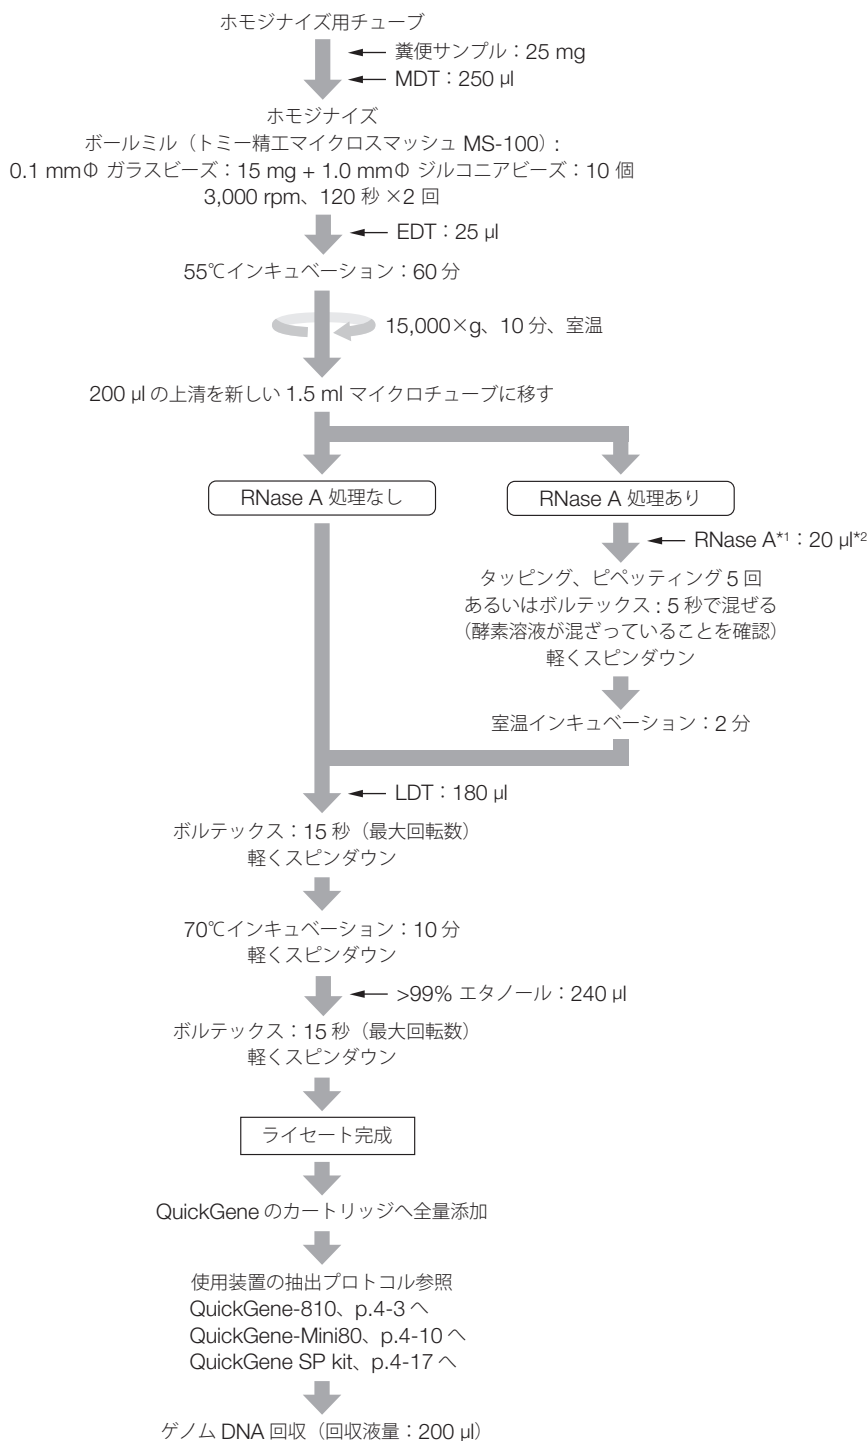 ホモジナイズ用チューブ
糞便サンプル：25 mg
MDT：250 µl
ホモジナイズ
ボールミル（トミー精工マイクロスマッシュ MS-100）:
0.1 mmΦ ガラスビーズ：15 mg + 1.0 mmΦ ジルコニアビーズ：10 個
3,000 rpm、120 秒 ×2 回
EDT：25 µl
55℃インキュベーション：60 分
15,000×g、10 分、室温
200 µl の上清を新しい 1.5 ml マイクロチューブに移す
RNase A 処理なし
RNase A 処理あり
RNase A*1：20 µl*2
タッピング、ピペッティング 5 回
あるいはボルテックス : 5 秒で混ぜる
（酵素溶液が混ざっていることを確認）
軽くスピンダウン
室温インキュベーション：2 分
LDT：180 µl
ボルテックス：15 秒（最大回転数）
軽くスピンダウン
70℃インキュベーション：10 分
軽くスピンダウン
>99% エタノール：240 µl
ボルテックス：15 秒（最大回転数）
軽くスピンダウン
ライセート完成
QuickGene のカートリッジへ全量添加
使用装置の抽出プロトコル参照
QuickGene-810、p.4-3 へ
QuickGene-Mini80、p.4-10 へ
QuickGene SP kit、p.4-17 へ
ゲノム DNA 回収（回収液量：200 µl）